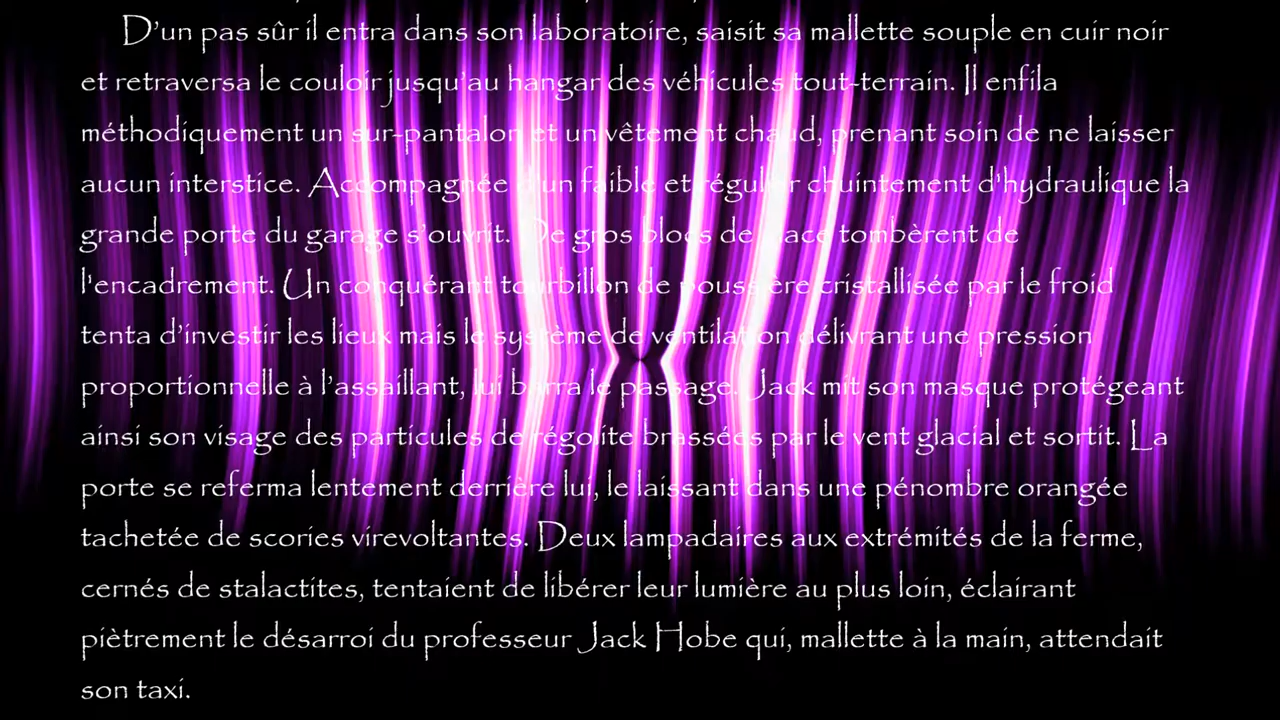 D'un pas sûr il entra dans son laboratoire, saisit sa mallette souple en cuir noir
et retraversa le couloir jusqu'au hangar des véhicules tout-terrain. Il enfila
méthodiquement un sur-pantalon et un vêtement chaud, prenant soin de ne laisser
aucun interstice. Accompagnée d'un faible et régulier chuintement d'hydraulique la
grande porte du garage s'ouvrit. De gros blocs de glace tombèrent de
l'encadrement. Un conquérant tourbillon de poussière cristallisée par le froid
tenta d'investir les lieux mais le système de ventilation délivrant une pression
proportionnelle à l'assaillant, lui barra le passage. Jack mit son masque protégeant
ainsi son visage des particules de régolite brassées par le vent glacial et sortit. La
porte se referma lentement derrière lui, le laissant dans une pénombre orangée
tachetée de scories virevoltantes. Deux lampadaires aux extrémités de la ferme,
cernés de stalactites, tentaient de libérer leur lumière au plus loin, éclairant
piètrement le désarroi du professeur Jack Hobe qui, mallette à la main, attendait
son taxi.